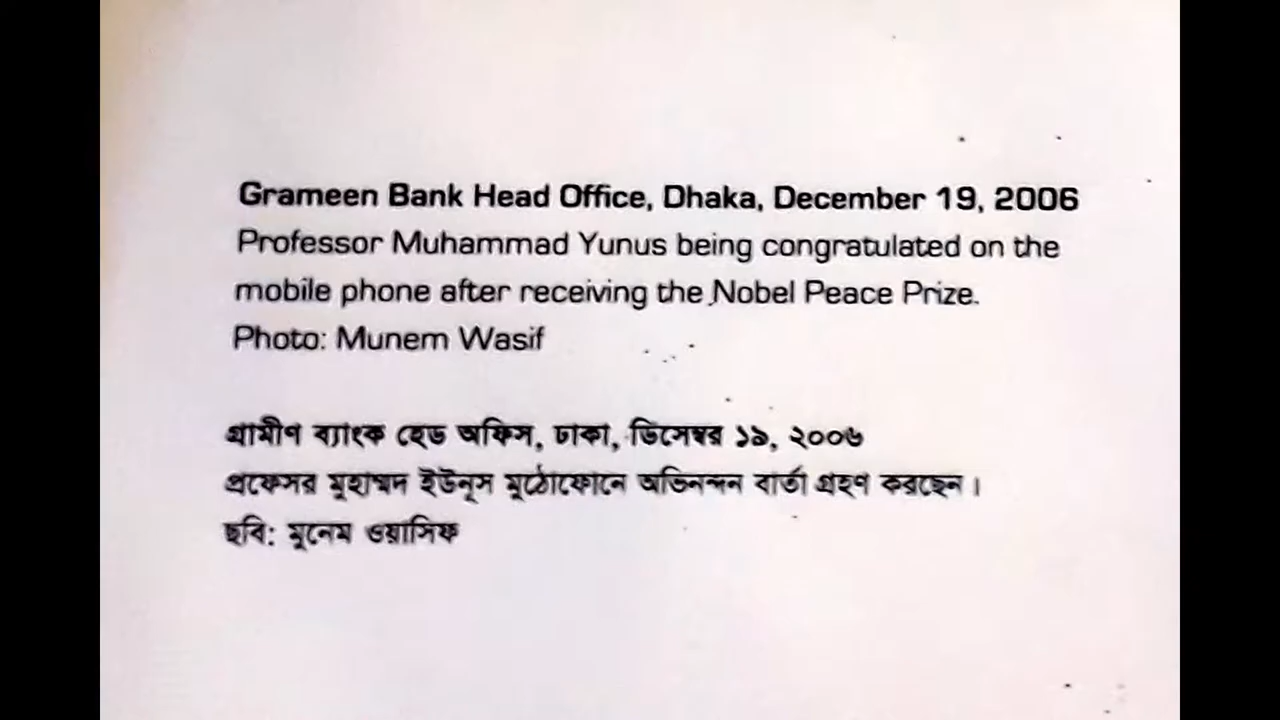 Grameen Bank Head Office, Dhaka, December 19, 2006
Professor Muhammad Yunus being congratulated on the
mobile phone after receiving the Nobel Peace Prize.
Photo: Munem Wasif
গ্রামীণ ব্যাংক হেড অফিস, ঢাকা, ডিসেম্বর ১৯, ২০০৬
প্রফেসর মুহাম্মদ ইউনূস মুঠোফোনে অভিনন্দন বার্তা গ্রহণ করছেন।
ছবি: মুনেম ওয়াসিফ